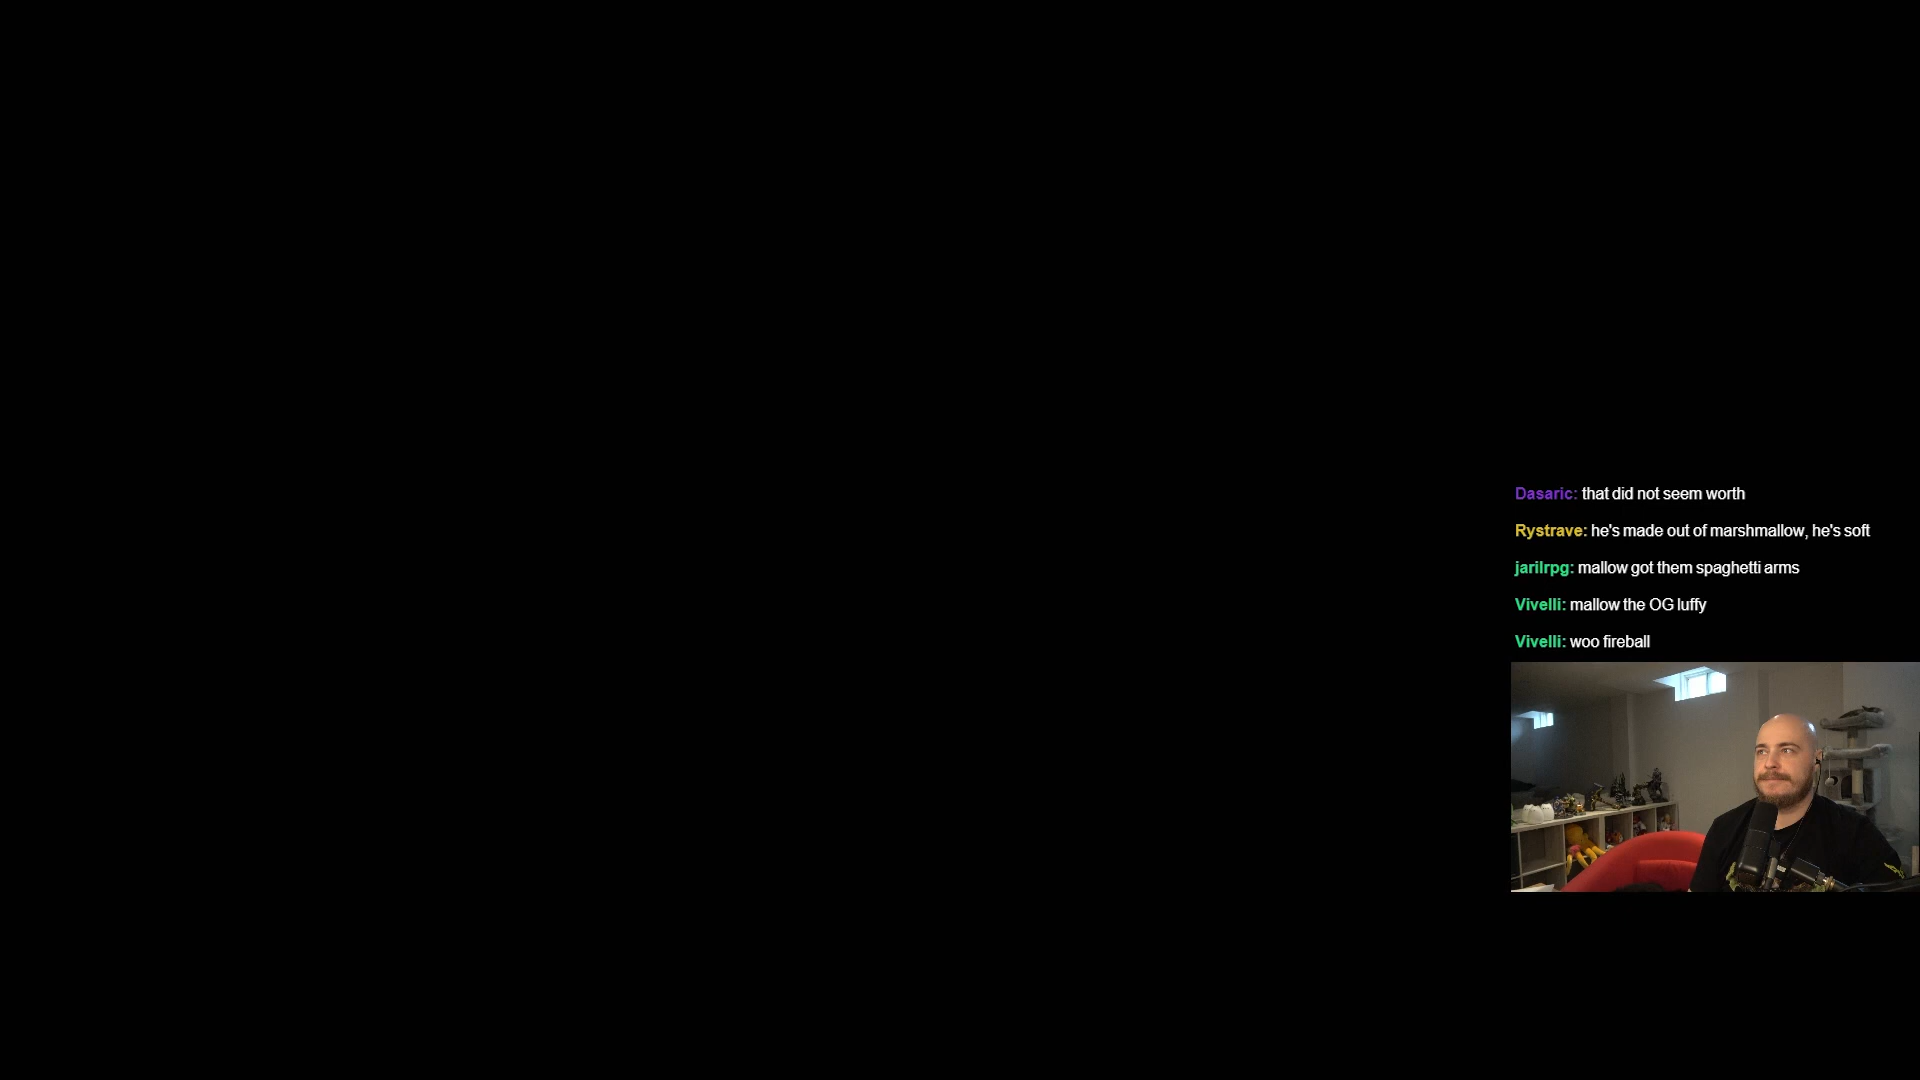 Dasaric: that did not seem worth
Rystrave: he's made out of marshmallow, he's soft
jarilrpg: mallow got them spaghetti arms
Vivelli: mallow the OG luffy
Vivelli: woo fireball